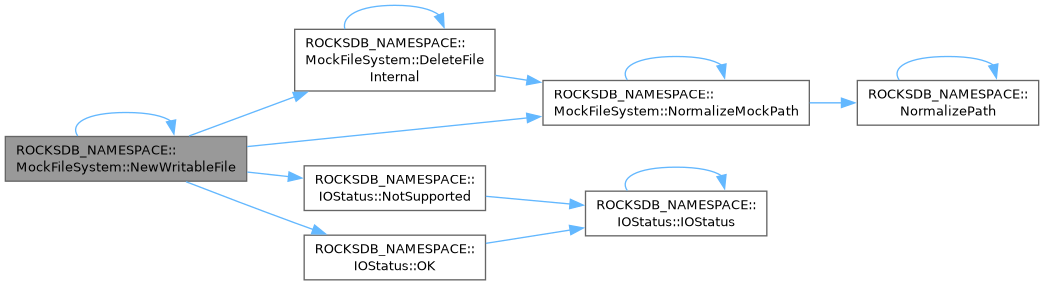 ROCKSDB_NAMESPACE::
MockFileSystem::NewWritableFile
ROCKSDB_NAMESPACE::
MockFileSystem::DeleteFile
Internal
ROCKSDB_NAMESPACE::
MockFileSystem::NormalizeMockPath
ROCKSDB_NAMESPACE::
NormalizePath
ROCKSDB_NAMESPACE::
IOStatus::NotSupported
ROCKSDB_NAMESPACE::
IOStatus::IOStatus
ROCKSDB_NAMESPACE::
IOStatus::OK